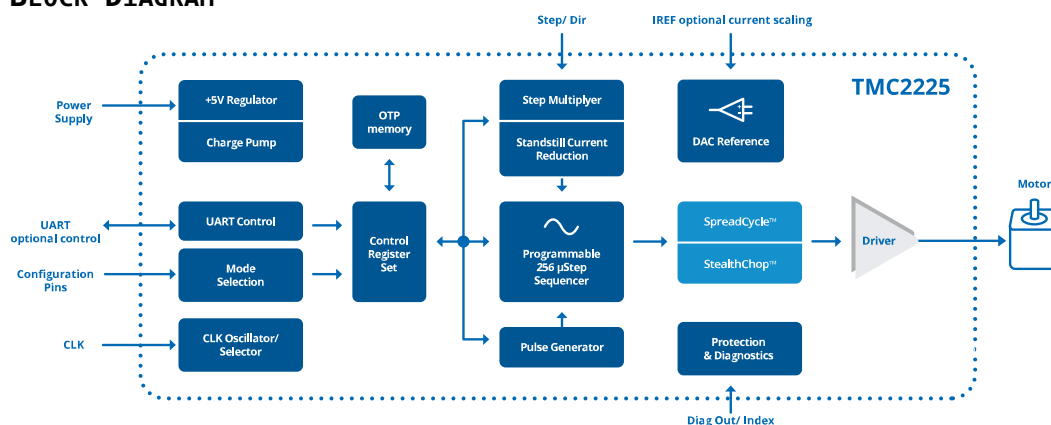 BLOCK DIAGRAM
Step/ Dir
IREF optional current scaling
TMC2225
Power
Supply
+5V Regulator
Charge Pump
OTP
memory
Step Multiplyer
Standstill Current
Reduction
DAC Reference
Motor
UART
optional control
UART Control
Configuration
Pins
Mode
Selection
Control
Register
Set
Programmable
256 µStep
Sequencer
SpreadCycle™
StealthChop™
Driver
CLK
CLK Oscillator/
Selector
Pulse Generator
Protection
& Diagnostics
Diag Out/ Index